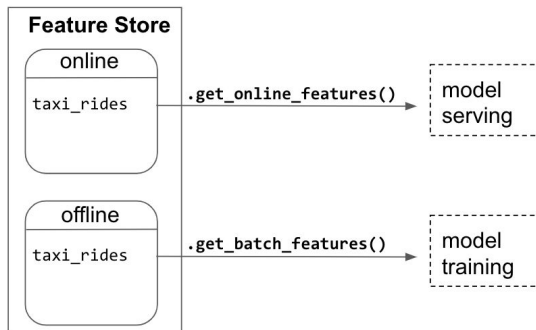 Feature Store
online
taxi_rides
.get_online_features()
model
serving
offline
taxi_rides
.get_batch_features()
model
training